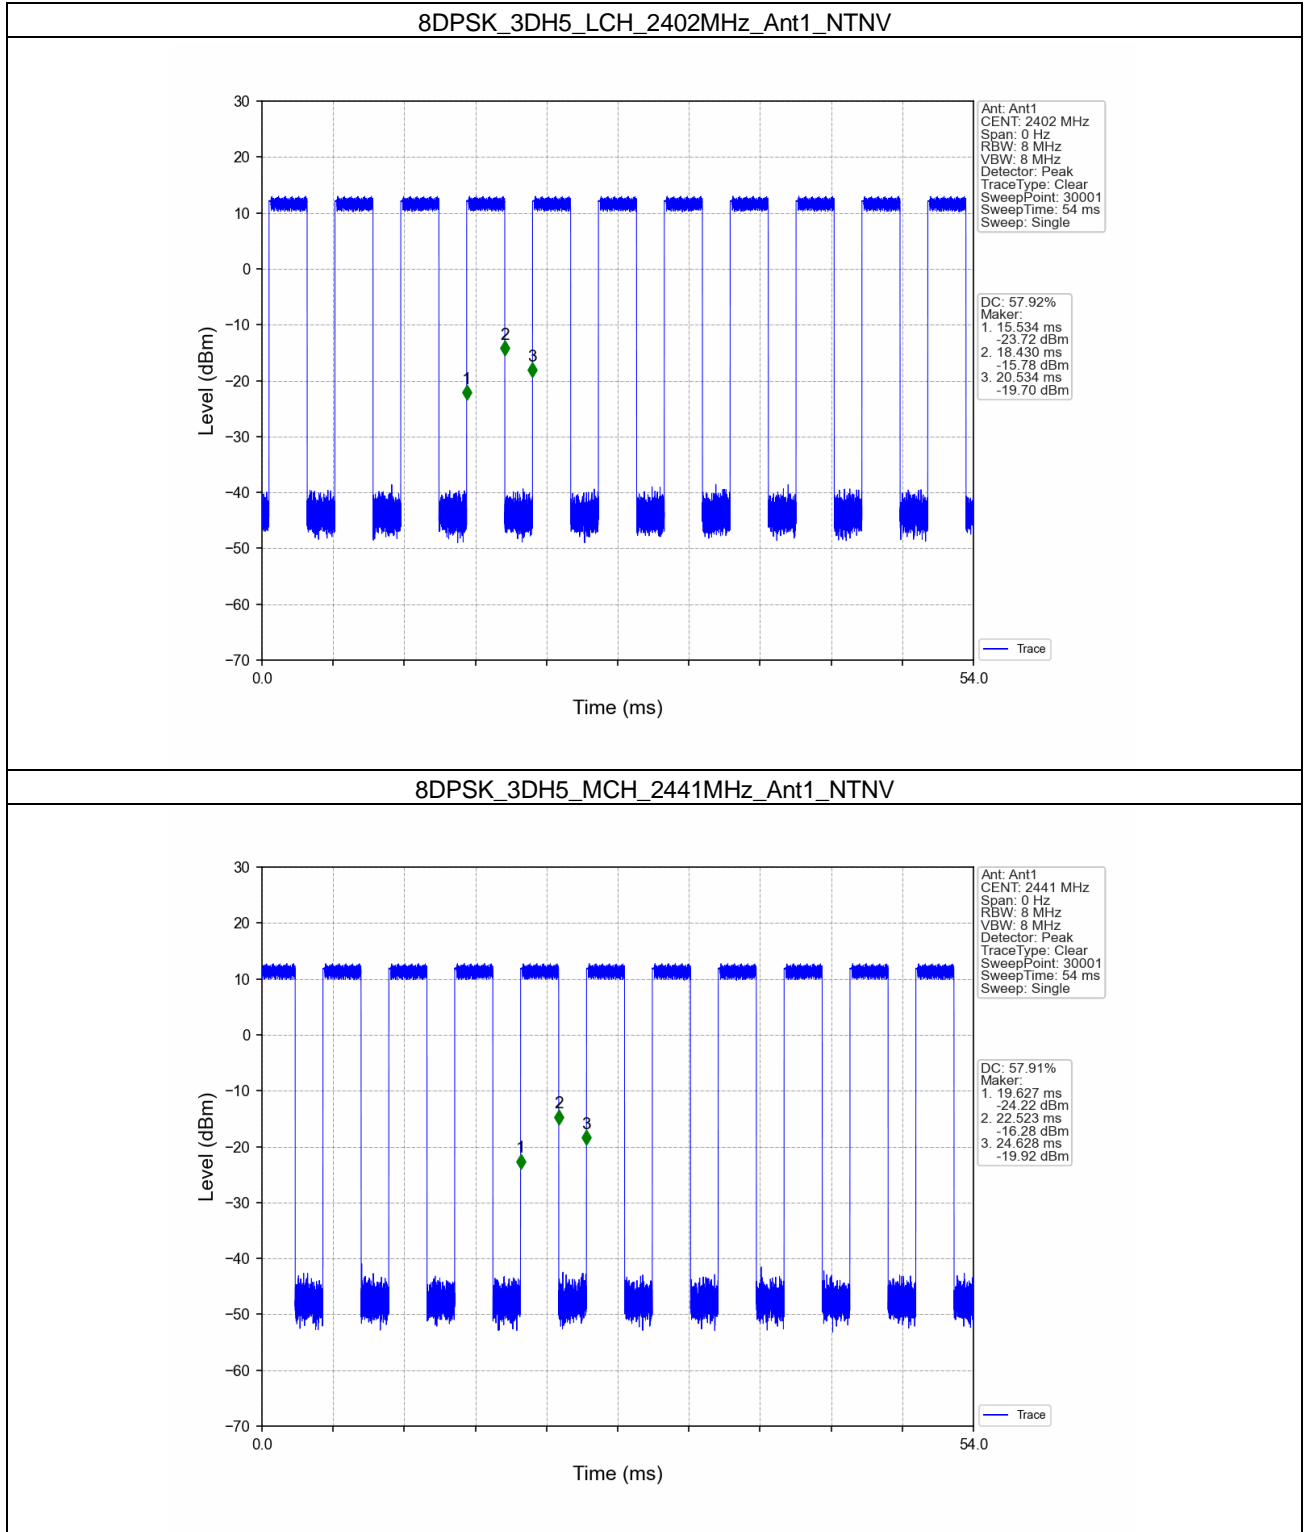 8DPSK_3DH5_LCH_2402MHz_Ant1_NTNV
30
20
10
0
−10
−20
−30
−40
−50
−60
−70
Level (dBm)
1
2
3
0.0
54.0
Time (ms)
Ant: Ant1
CENT: 2402 MHz
Span: 0 Hz
RBW: 8 MHz
VBW: 8 MHz
Detector: Peak
TraceType: Clear
SweepPoint: 30001
SweepTime: 54 ms
Sweep: Single
DC: 57.92%
Maker:
1. 15.534 ms
-23.72 dBm
2. 18.430 ms
-15.78 dBm
3. 20.534 ms
-19.70 dBm
Trace
8DPSK_3DH5_MCH_2441MHz_Ant1_NTNV
30
20
10
0
−10
−20
−30
−40
−50
−60
−70
Level (dBm)
1
2
3
0.0
54.0
Time (ms)
Ant: Ant1
CENT: 2441 MHz
Span: 0 Hz
RBW: 8 MHz
VBW: 8 MHz
Detector: Peak
TraceType: Clear
SweepPoint: 30001
SweepTime: 54 ms
Sweep: Single
DC: 57.91%
Maker:
1. 19.627 ms
-24.22 dBm
2. 22.523 ms
-16.28 dBm
3. 24.628 ms
-19.92 dBm
Trace